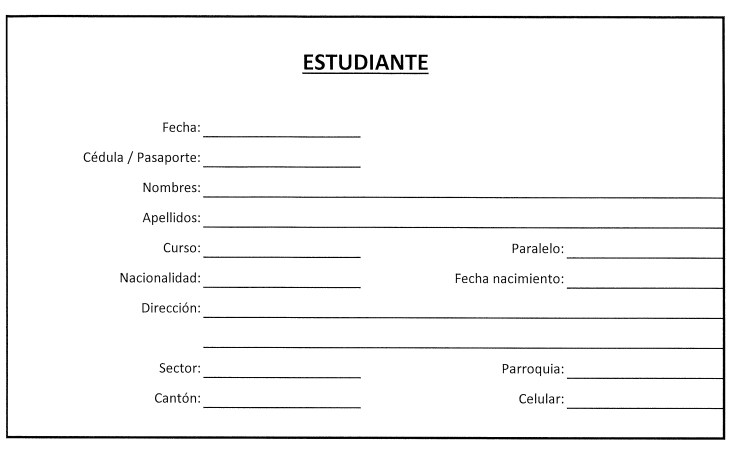 ESTUDIANTE
Fecha:
Cédula / Pasaporte:
Nombres:
Apellidos:
Curso: Paralelo:
Nacionalidad: Fecha nacimiento:
Dirección:
Sector: Parroquia:
Cantón: Celular: